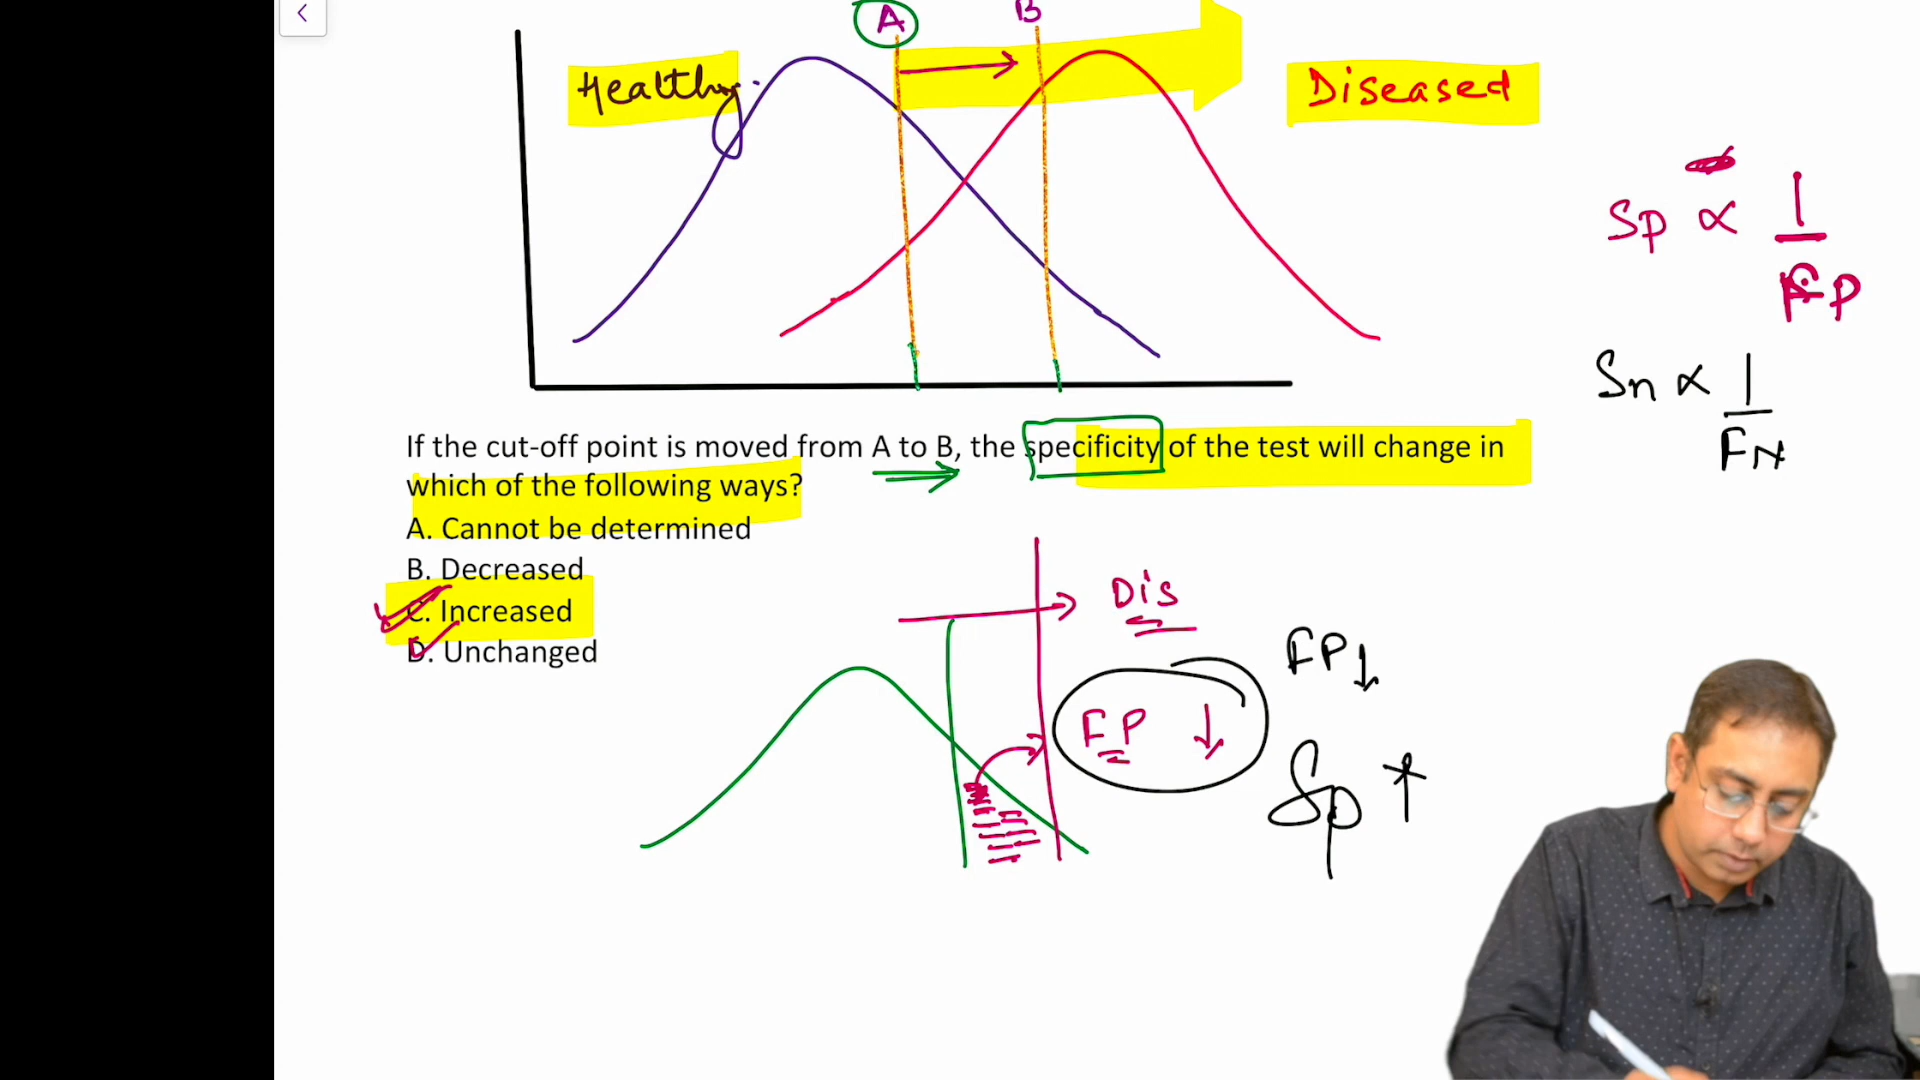 A B
Healthy
Diseased
Sp ∝ 1
FP
Sn ∝ 1
FN
If the cut-off point is moved from A to B, the specificity of the test will change in
which of the following ways?
A. Cannot be determined
B. Decreased
C. Increased
D. Unchanged
Dis
FP↓
FP ↓
Sp ↑